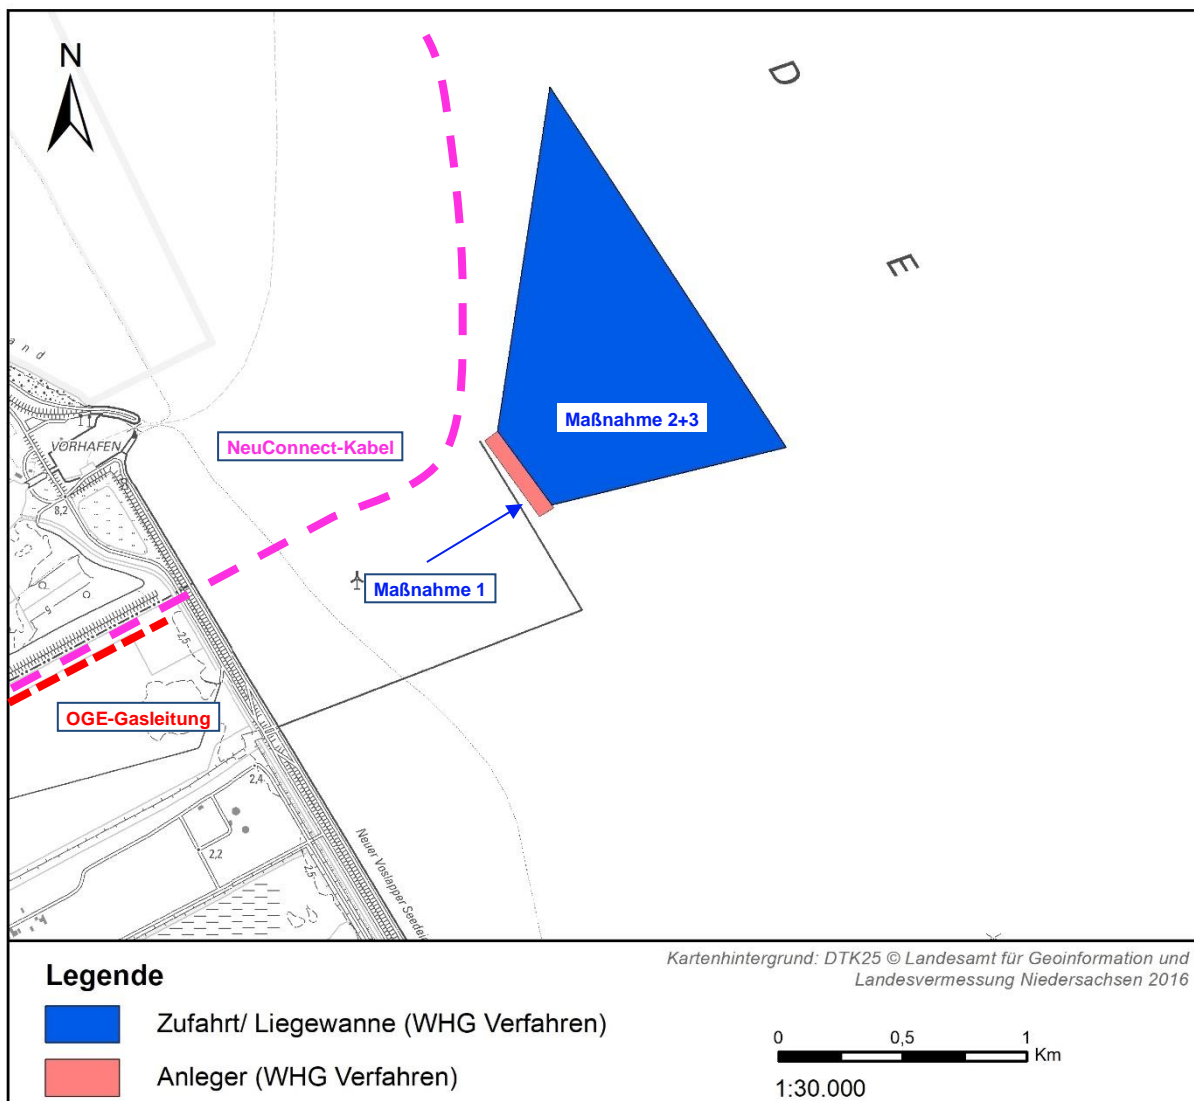 N
D
E
and
VORHAFEN
8,2
NeuConnect-Kabel
Maßnahme 2+3
Maßnahme 1
2,5
OGE-Gasleitung
2,4
2,2
2,5
Neuer Voslapper Seedei
Legende
Zufahrt/ Liegewanne (WHG Verfahren)
Anleger (WHG Verfahren)
Kartenhintergrund: DTK25 © Landesamt für Geoinformation und
Landesvermessung Niedersachsen 2016
0 0,5 1
Km
1:30.000